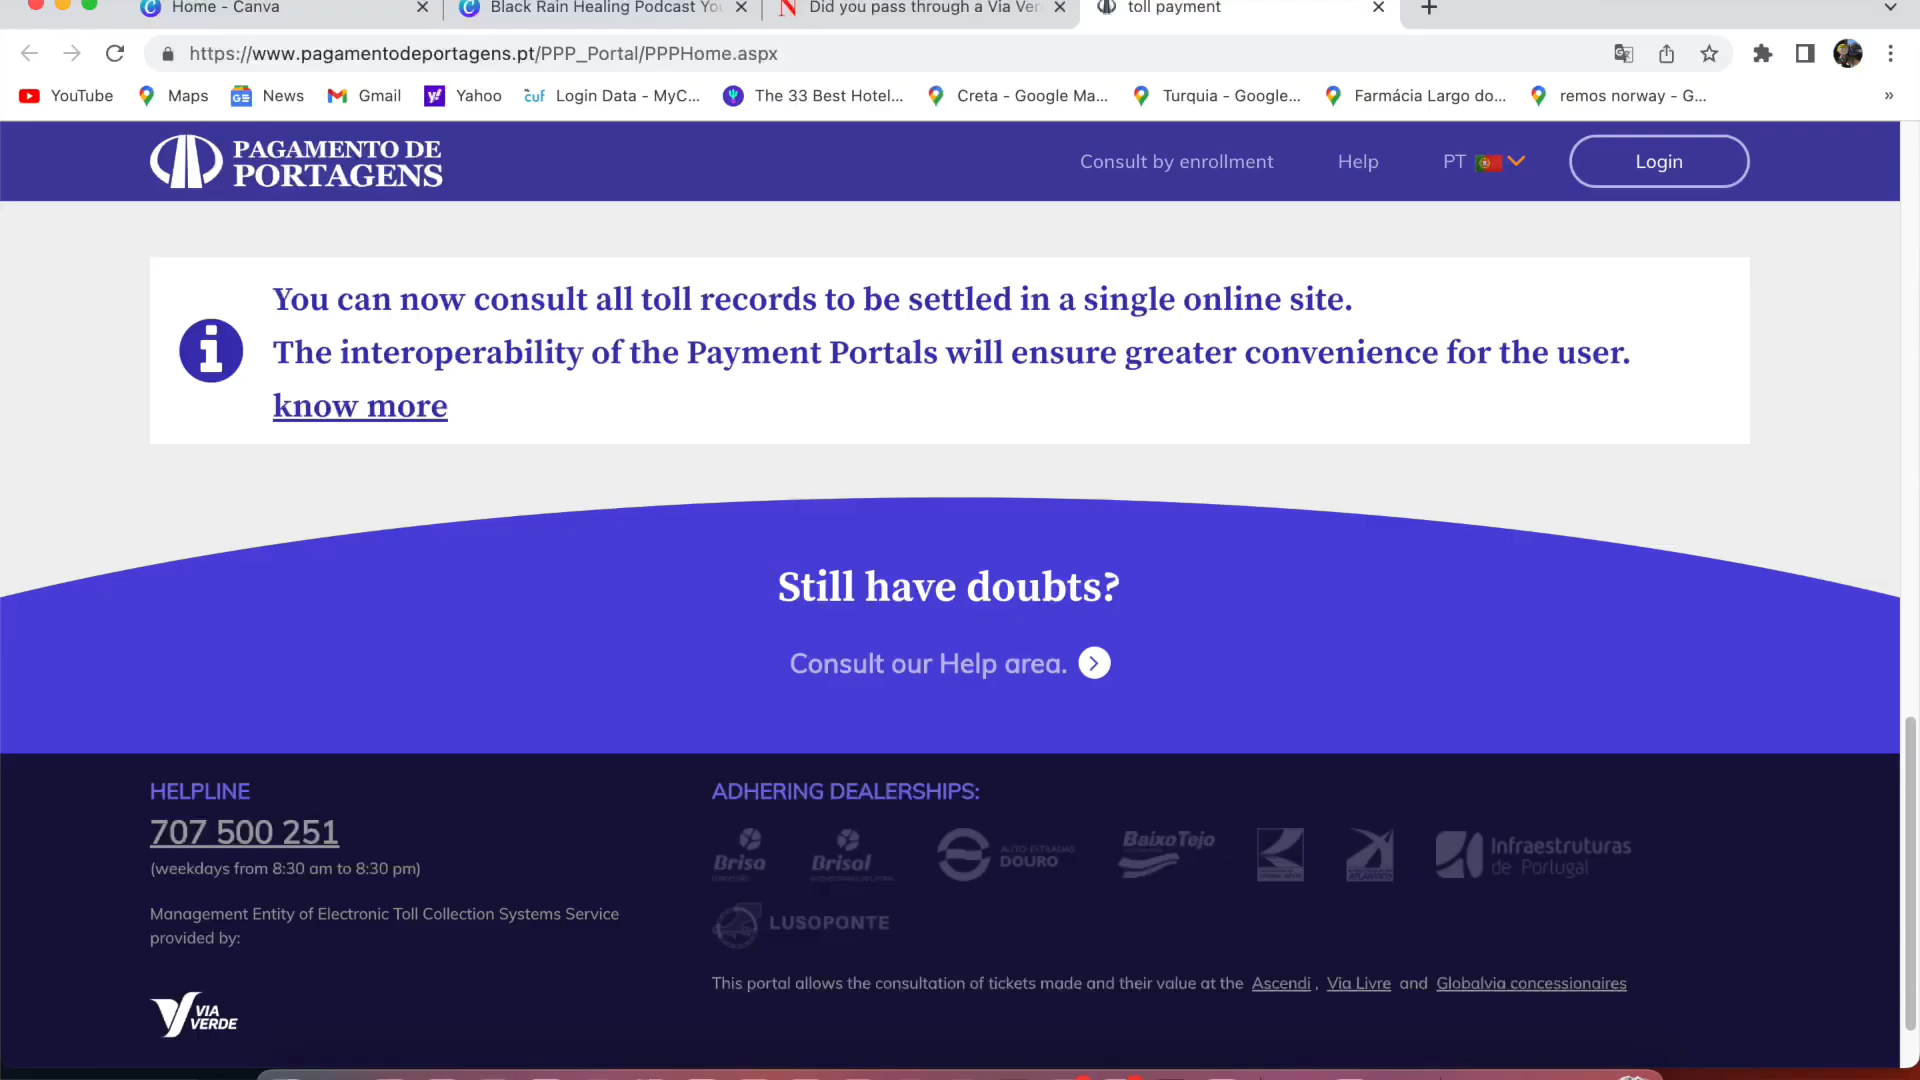 Home - Canva
Black Rain Healing Podcast You
Did you pass through a Via Ver
toll payment
https://www.pagamentodeportagens.pt/PPP_Portal/PPPHome.aspx
YouTube
Maps
News
Gmail
Yahoo
cuf Login Data - MyC...
The 33 Best Hotel...
Creta - Google Ma...
Turquia - Google...
Farmácia Largo do...
remos norway - G...
PAGAMENTO DE
PORTAGENS
Consult by enrollment
Help
PT
Login
You can now consult all toll records to be settled in a single online site.
The interoperability of the Payment Portals will ensure greater convenience for the user.
know more
Still have doubts?
Consult our Help area.
HELPLINE
707 500 251
(weekdays from 8:30 am to 8:30 pm)
Management Entity of Electronic Toll Collection Systems Service
provided by:
VIA
VERDE
ADHERING DEALERSHIPS:
Brisa
Brisal
AUTO-ESTRADAS
DOURO
BaixoTejo
ATLANTICO
Infraestruturas
de Portugal
LUSOPONTE
This portal allows the consultation of tickets made and their value at the Ascendi , Via Livre and Globalvia concessionaires